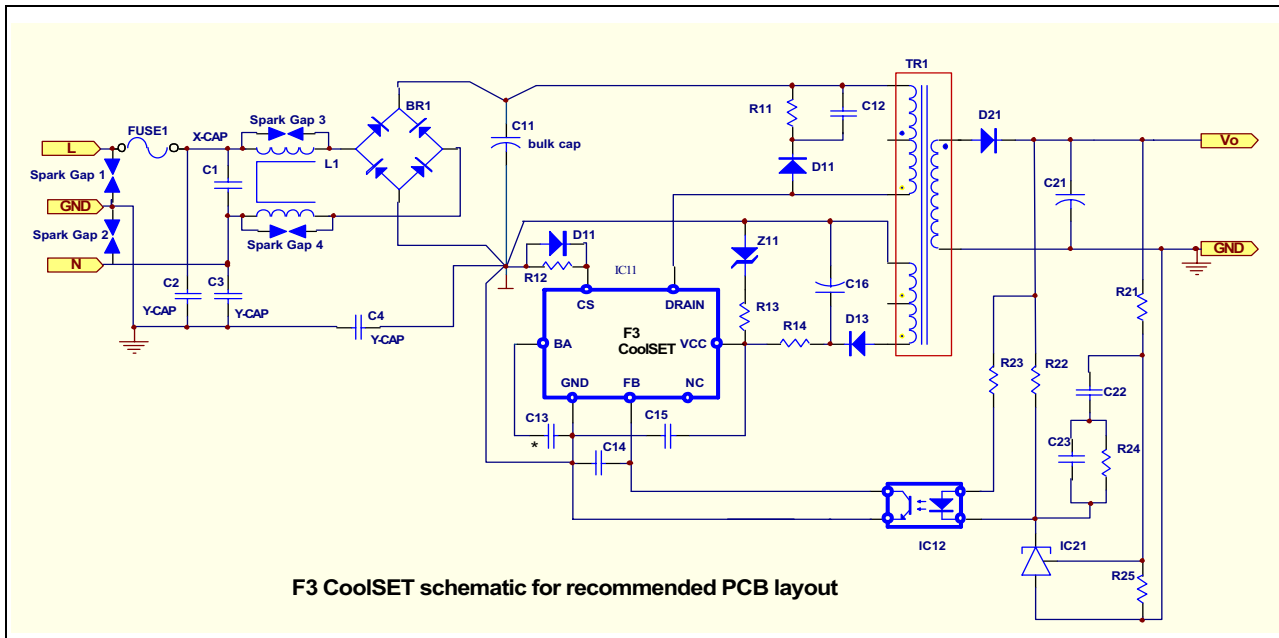 TR1
BR1
R11
C12
D21
Spark Gap 3
FUSE1
X-CAP
C11
bulk cap
L
Vo
L1
C1
D11
Spark Gap 1
C21
GND
Spark Gap 2
Spark Gap 4
D11
Z11
GND
N
R12
IC11
C2
C3
C16
CS
DRAIN
R21
Y-CAP
Y-CAP
C4
R13
F3
CoolSET
R14
D13
Y-CAP
BA
VCC
R23
R22
GND
FB
NC
C22
C13
C15
*
C14
C23
R24
IC12
IC21
R25
F3 CoolSET schematic for recommended PCB layout